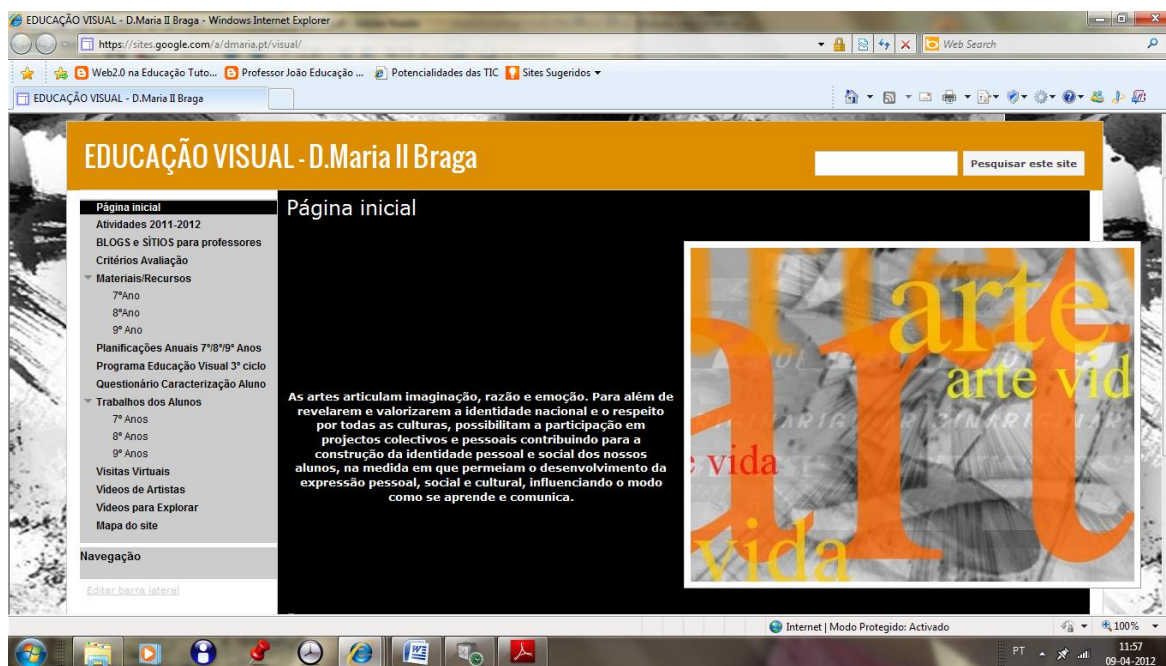 EDUCAÇÃO VISUAL - D.Maria II Braga - Windows Internet Explorer
https://sites.google.com/a/dmaria.pt/visual/
Web Search
Web2.0 na Educação Tuto...
Professor João Educação ...
Potencialidades das TIC
Sites Sugeridos
EDUCAÇÃO VISUAL - D.Maria II Braga
EDUCAÇÃO VISUAL - D.Maria II Braga
Pesquisar este site
Página inicial
Atividades 2011-2012
BLOGS e SÍTIOS para professores
Critérios Avaliação
Materiais/Recursos
7ºAno
8ºAno
9º Ano
Planificações Anuais 7º/8º/9º Anos
Programa Educação Visual 3º ciclo
Questionário Caracterização Aluno
Trabalhos dos Alunos
7º Anos
8º Anos
9º Anos
Visitas Virtuais
Videos de Artistas
Videos para Explorar
Mapa do site
Navegação
Editar barra lateral
Página inicial
As artes articulam imaginação, razão e emoção. Para além de
revelarem e valorizarem a identidade nacional e o respeito
por todas as culturas, possibilitam a participação em
projectos colectivos e pessoais contribuindo para a
construção da identidade pessoal e social dos nossos
alunos, na medida em que permeiam o desenvolvimento da
expressão pessoal, social e cultural, influenciando o modo
como se aprende e comunica.
arte
arte vid
art
vida
vida
Internet | Modo Protegido: Activado
100%
PT
11:57
09-04-2012